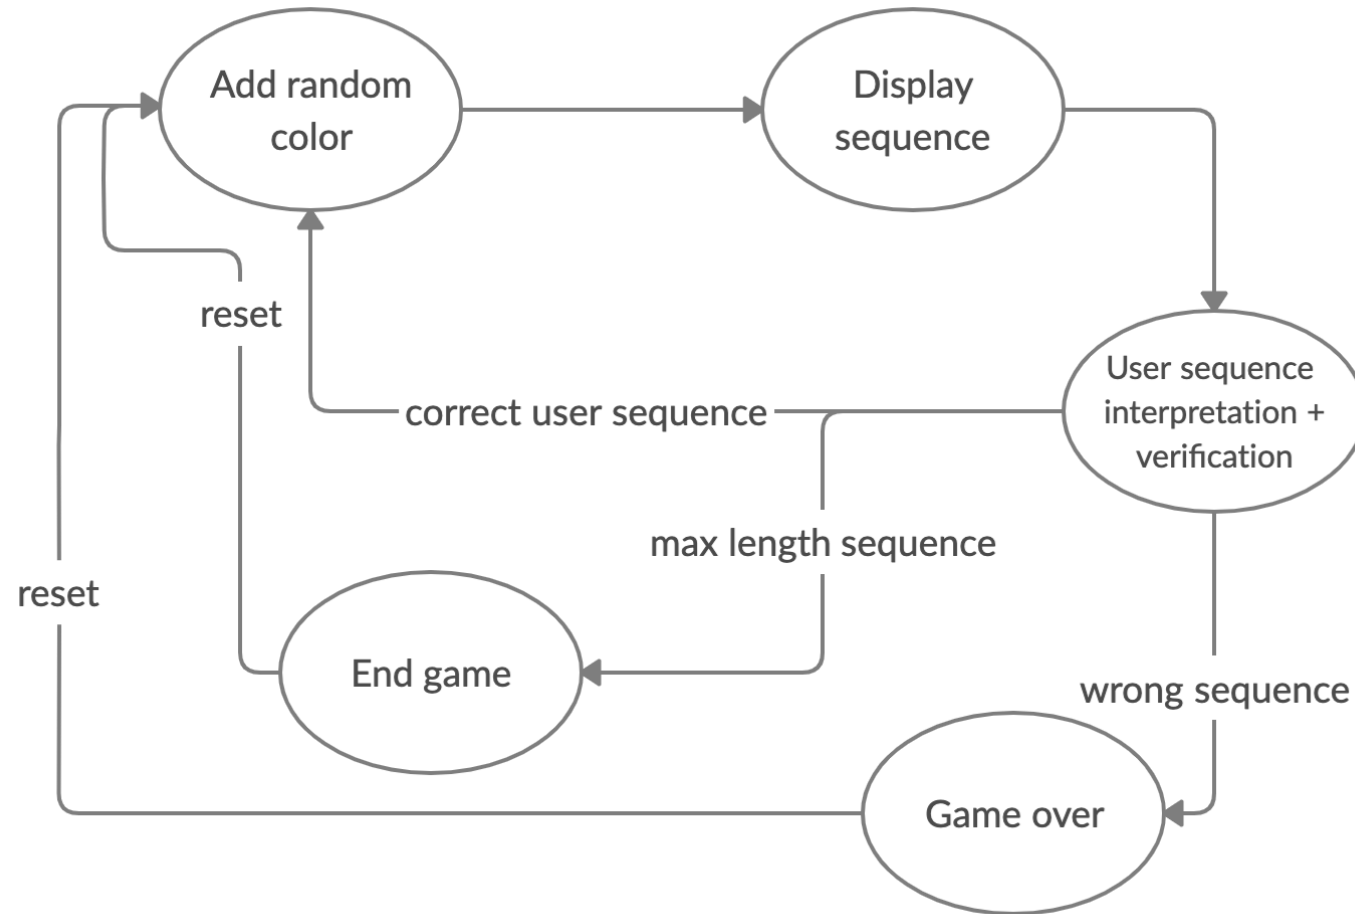 Add random
color
Display
sequence
reset
User sequence
interpretation +
verification
correct user sequence
max length sequence
reset
End game
wrong sequence
Game over